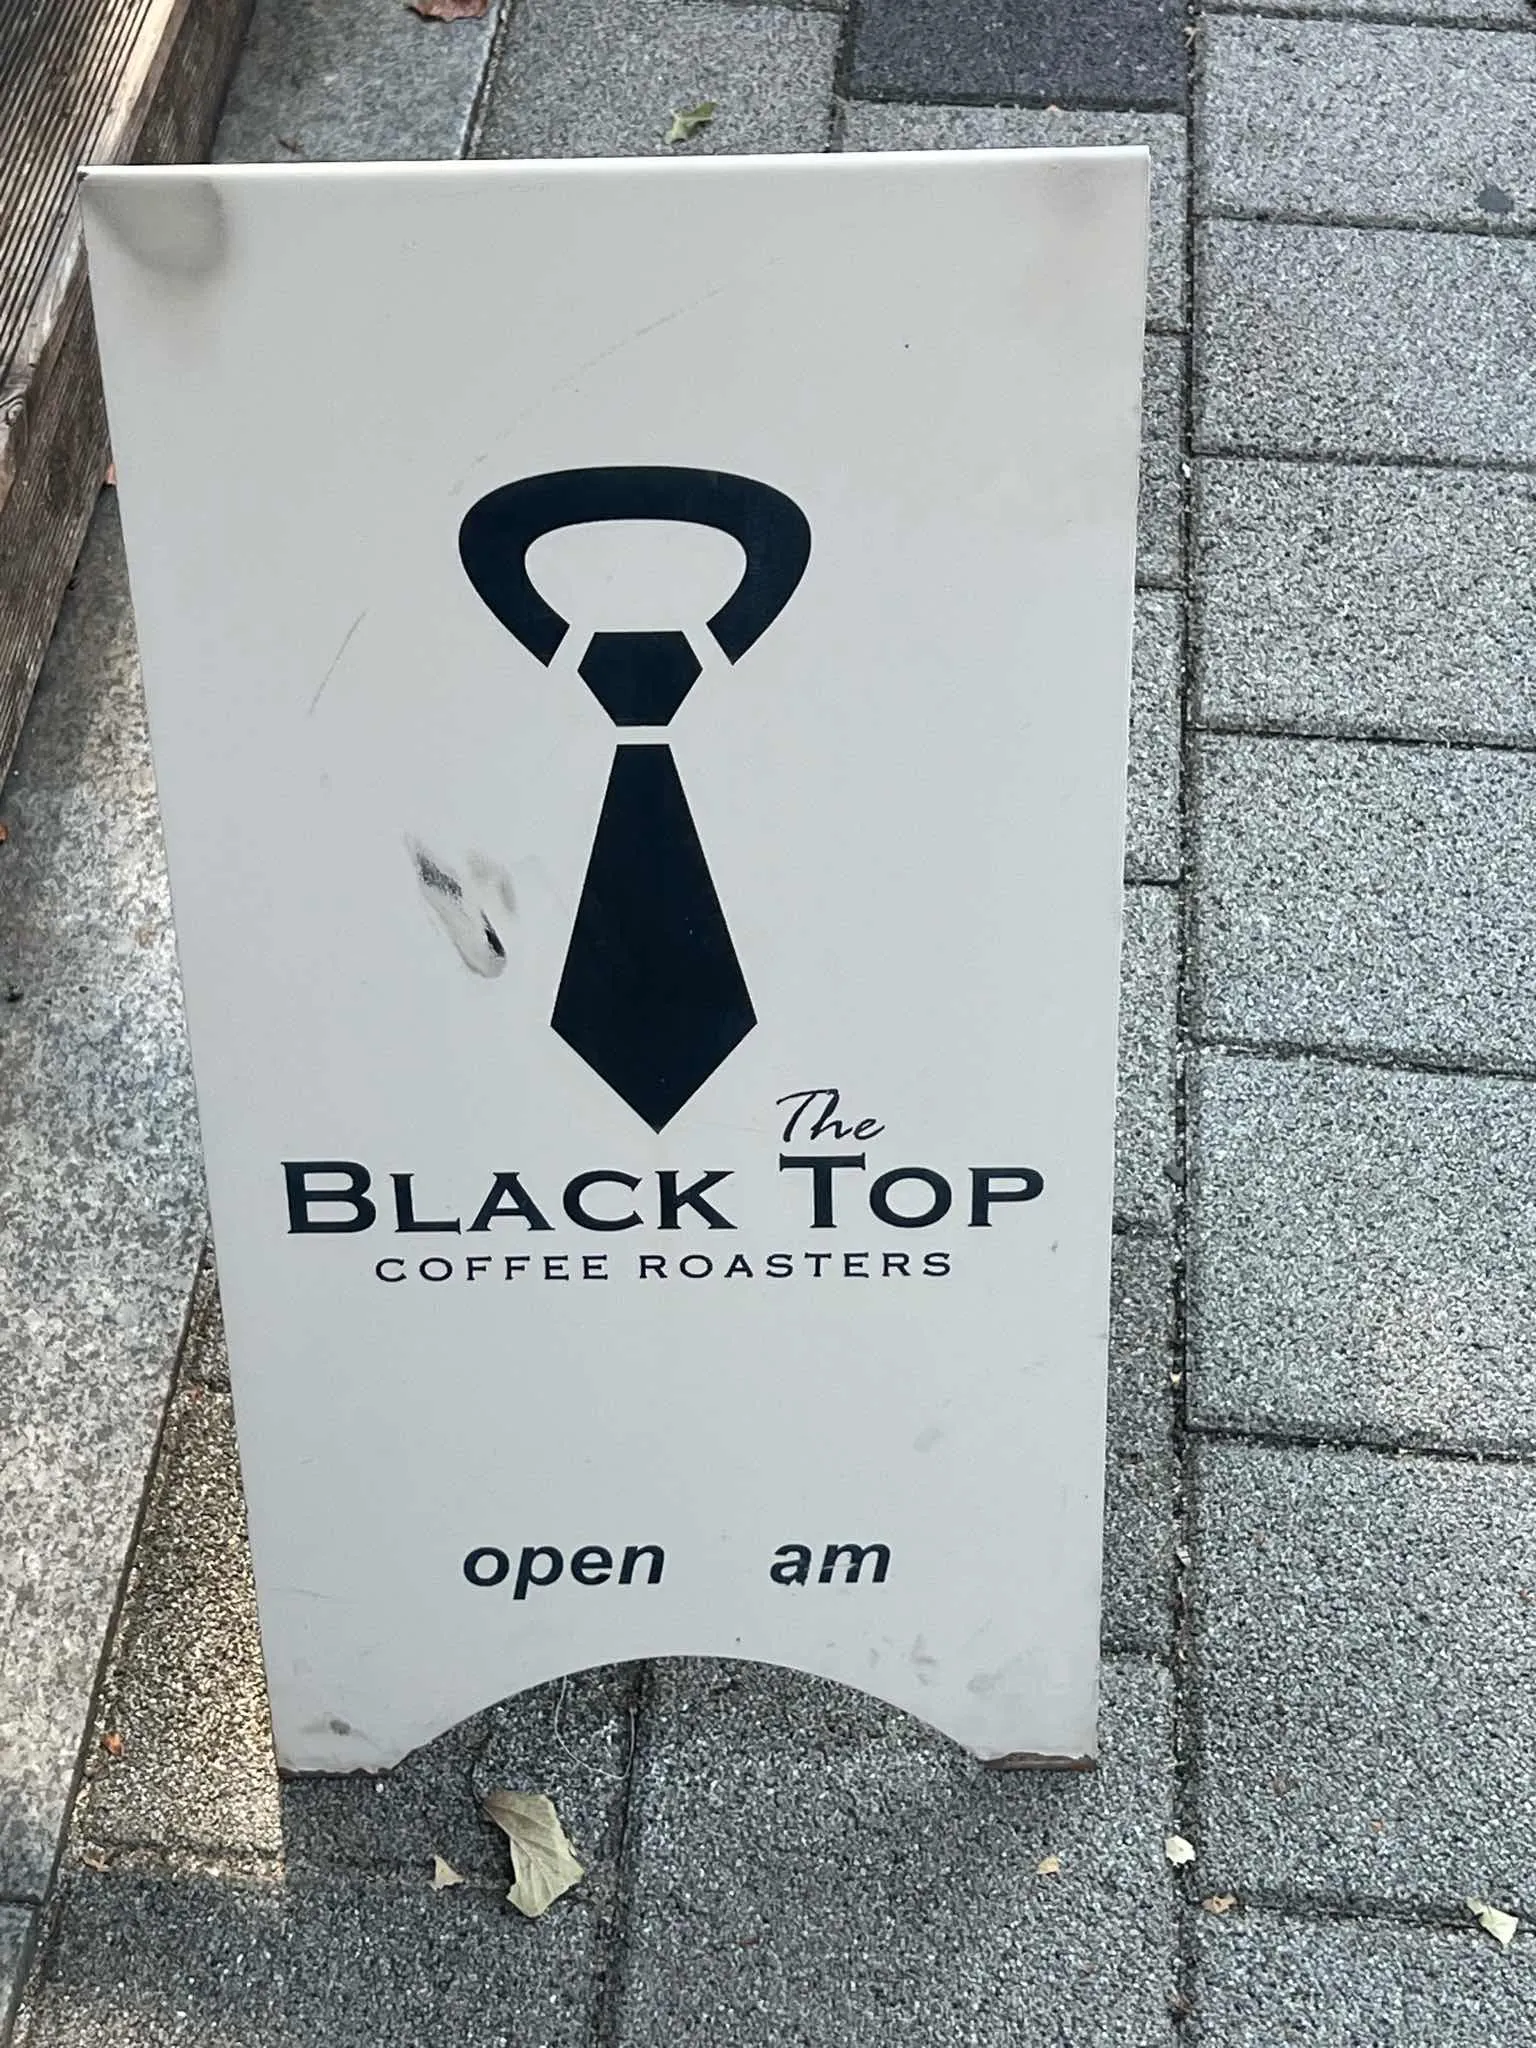 The
BLACK TOP
COFFEE ROASTERS
open am